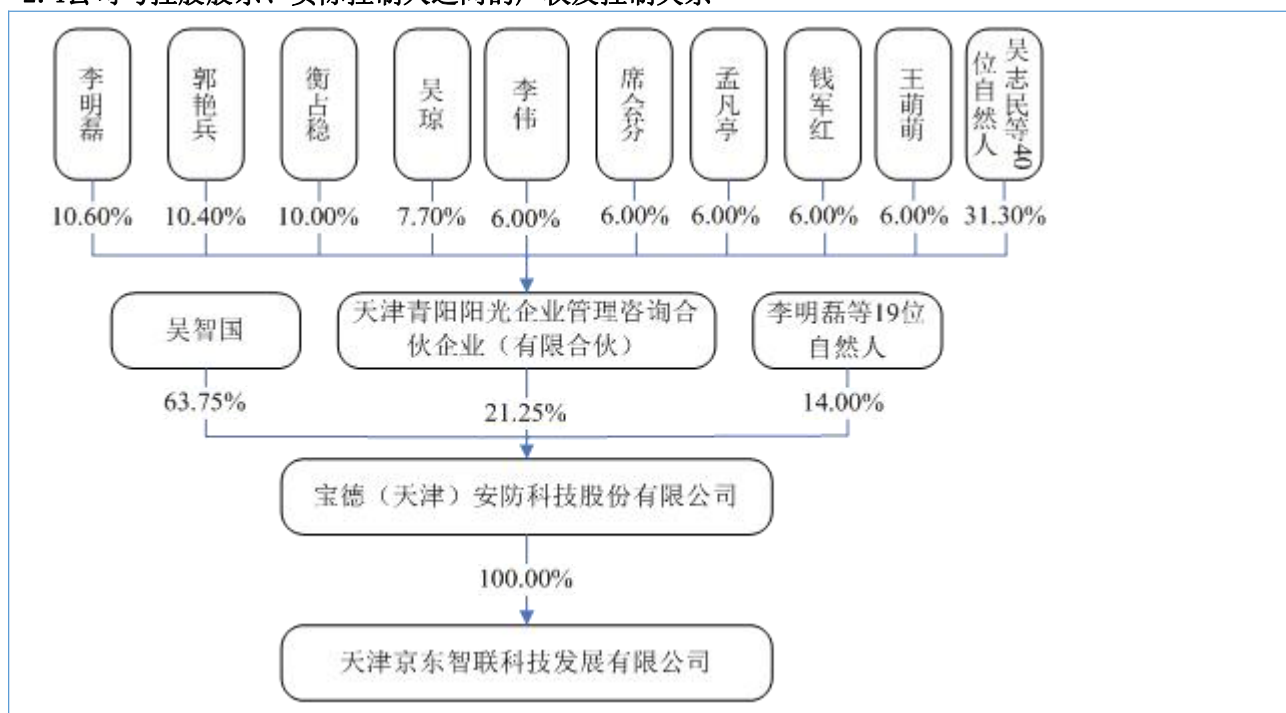 李明磊
郭艳兵
衡占稳
吴琼
李伟
席会分
孟凡亭
钱军红
王萌萌
吴志民等40
位自然人
10.60%
10.40%
10.00%
7.70%
6.00%
6.00%
6.00%
6.00%
6.00%
31.30%
吴智国
天津青阳阳光企业管理咨询合
伙企业（有限合伙）
李明磊等19位
自然人
63.75%
21.25%
14.00%
宝德（天津）安防科技股份有限公司
100.00%
天津京东智联科技发展有限公司